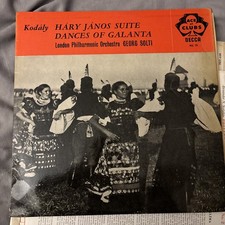 Kodály HÁRY JÁNOS SUITE
DANCES OF GALANTA
London Philharmonic Orchestra GEORG SOLTI
ACE
OF
CLUBS
DECCA